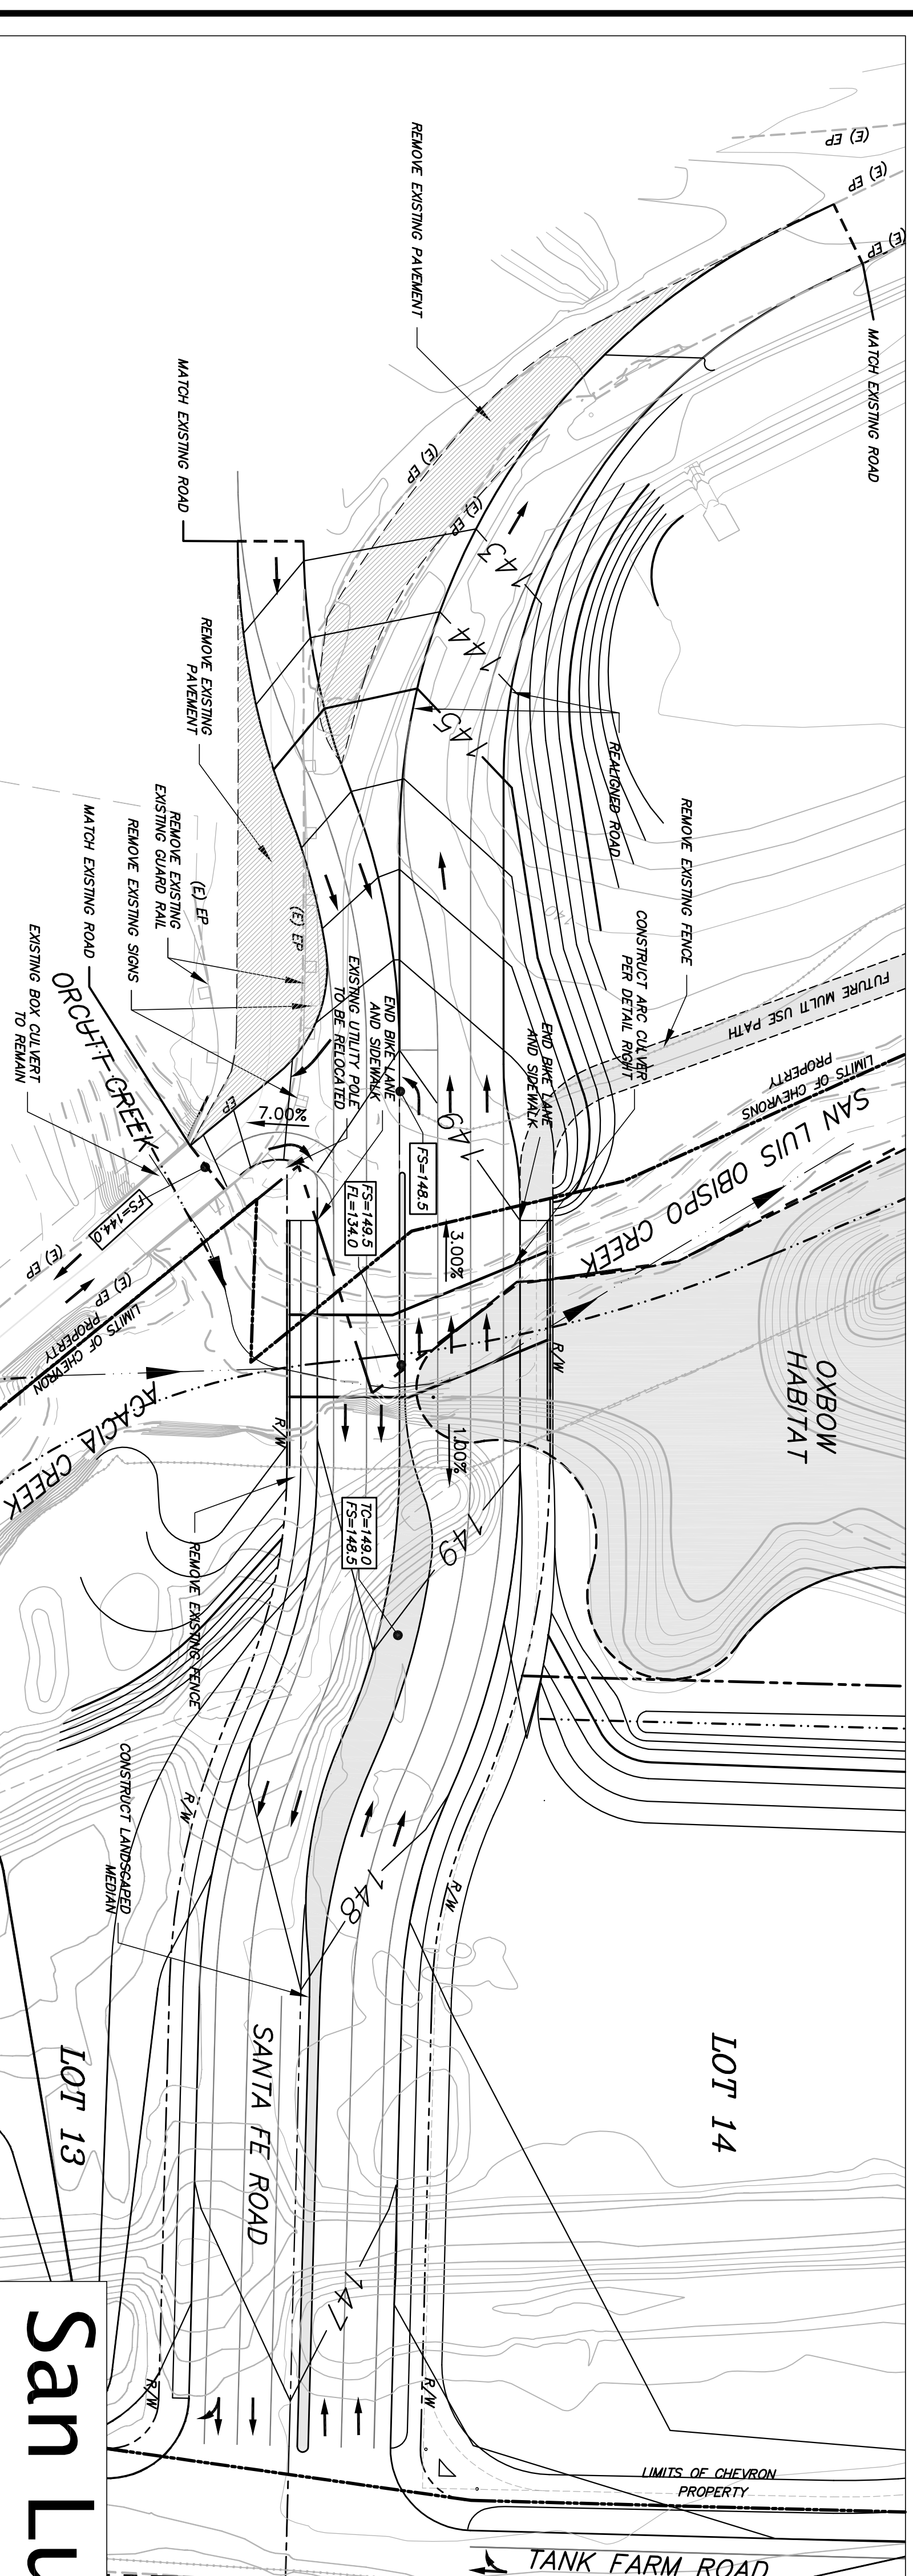 (E) EP
(E) EP
(E) EP
MATCH EXISTING ROAD
REMOVE EXISTING PAVEMENT
MATCH EXISTING ROAD
(E) EP
(E) EP
143
144
145
REALIGNED ROAD
REMOVE EXISTING
PAVEMENT
REMOVE EXISTING FENCE
CONSTRUCT ARC CULVER
PER DETAIL RIGHT
140
FUTURE MULTI USE PATH
LIMITS OF CHEVRONS
PROPERTY
SAN LUIS OBISPO CREEK
REMOVE EXISTING
EXISTING GUARD RAIL
REMOVE EXISTING SIGNS
MATCH EXISTING ROAD
(E) EP
(E) EP
EXISTING BOX CULVERT
TO REMAIN
ORCUTT CREEK
EP
7.00%
EXISTING UTILITY POLE
TO BE RELOCATED
END BIKE LANE
AND SIDEWALK
END BIKE LANE
AND SIDEWALK
149
FS=148.5
FS=149.5
FL=134.0
3.00%
FS=144.0
(E) EP
(E) EP
LIMITS OF CHEVRON
PROPERTY
ACACIA CREEK
R/W
R/W
1.00%
OXBOW
HABITAT
149
TC=149.0
FS=148.5
REMOVE EXISTING FENCE
CONSTRUCT LANDSCAPED
MEDIAN
R/W
R/W
148
SANTA FE ROAD
LOT 13
LOT 14
147
R/W
R/W
LIMITS OF CHEVRON
PROPERTY
TANK FARM ROAD
San Lu